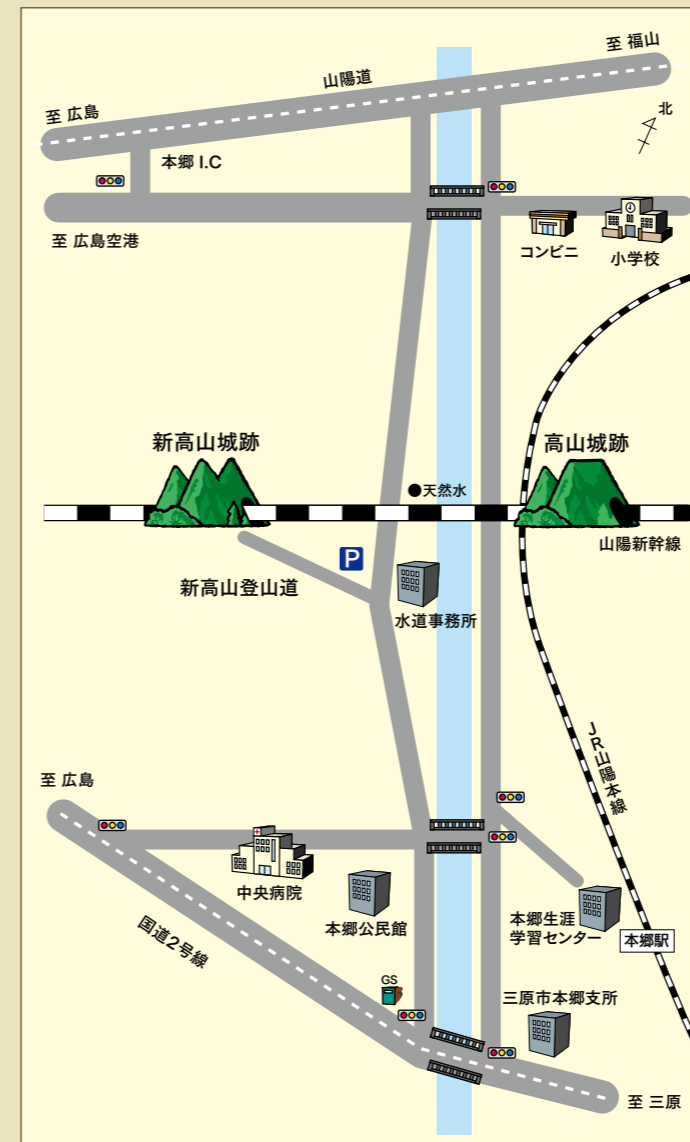 至 福山
山陽道
至 広島
北
本郷 I.C
至 広島空港
コンビニ
小学校
新高山城跡
高山城跡
●天然水
山陽新幹線
P
新高山登山道
水道事務所
JR山陽本線
至 広島
中央病院
本郷公民館
本郷生涯
学習センター
本郷駅
国道2号線
GS
三原市本郷支所
至 三原